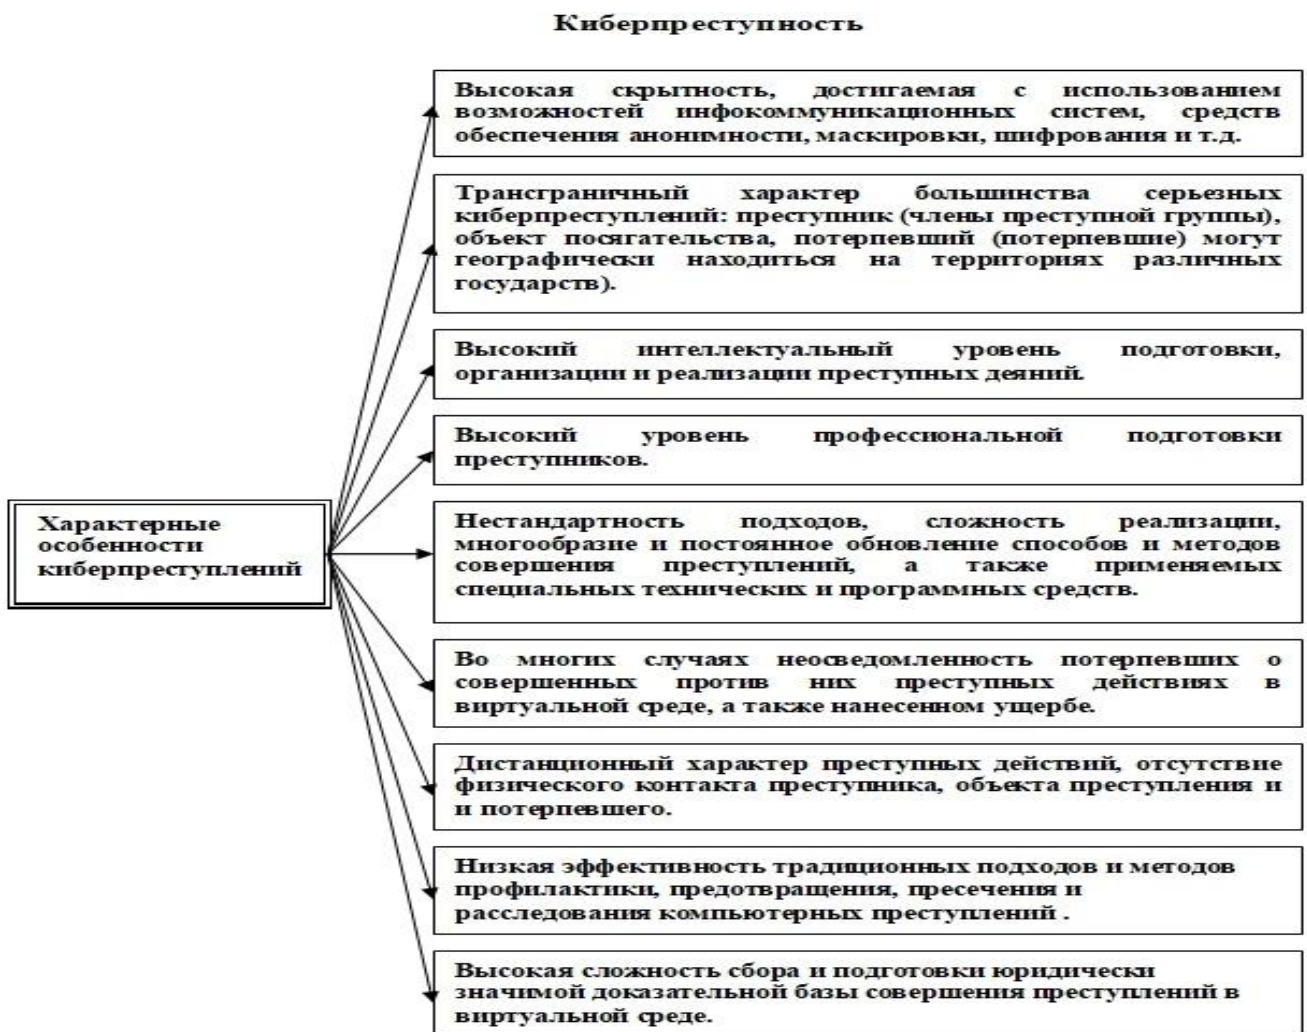 Киберпреступность
Высокая скрытность, достигаемая с использованием
возможностей инфокоммуникационных систем, средств
обеспечения анонимности, маскировки, шифрования и т.д.
Трансграничный характер большинства серьезных
киберпреступлений: преступник (члены преступной группы),
объект посягательства, потерпевший (потерпевшие) могут
географически находиться на территориях различных
государств).
Высокий интеллектуальный уровень подготовки,
организации и реализации преступных деяний.
Высокий уровень профессиональной подготовки
преступников.
Характерные
особенности
киберпреступлений
Нестандартность подходов, сложность реализации,
многообразие и постоянное обновление способов и методов
совершения преступлений, а также применяемых
специальных технических и программных средств.
Во многих случаях неосведомленность потерпевших о
совершенных против них преступных действиях в
виртуальной среде, а также нанесенном ущербе.
Дистанционный характер преступных действий, отсутствие
физического контакта преступника, объекта преступления и
и потерпевшего.
Низкая эффективность традиционных подходов и методов
профилактики, предотвращения, пресечения и
расследования компьютерных преступлений .
Высокая сложность сбора и подготовки юридически
значимой доказательной базы совершения преступлений в
виртуальной среде.